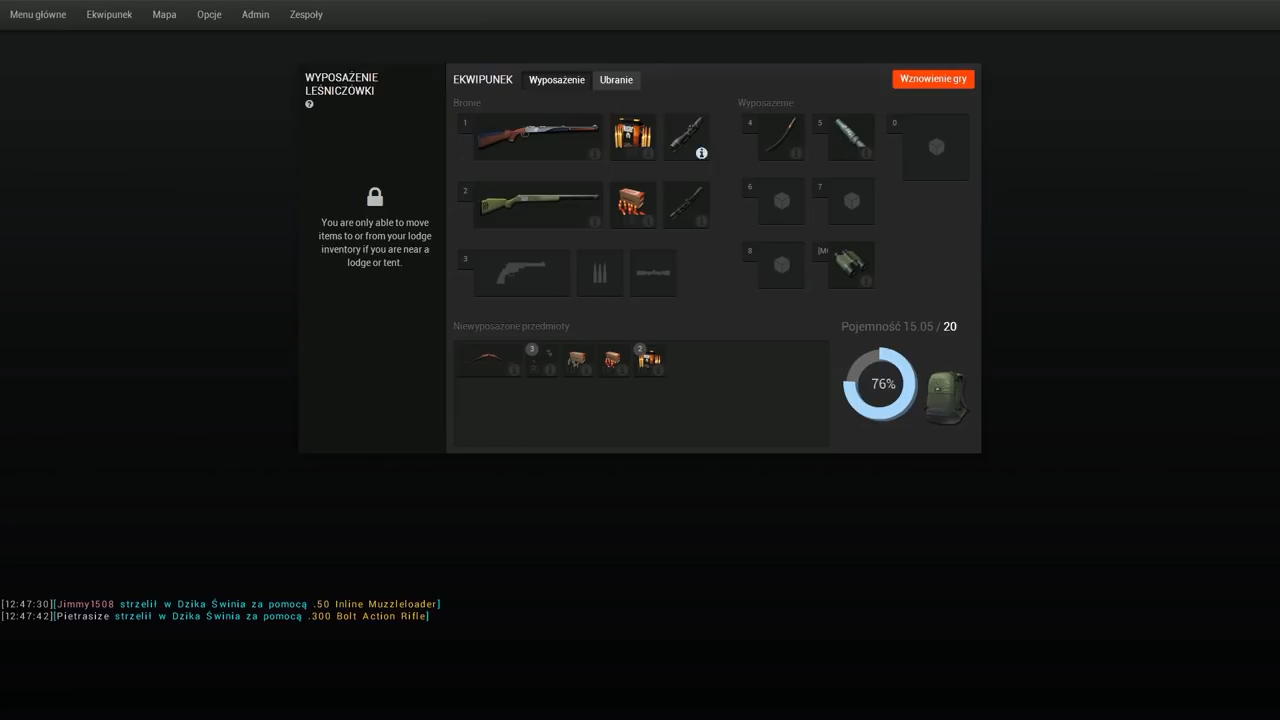 Menu główne Ekwipunek Mapa Opcje Admin Zespoły
WYPOSAŻENIE
LEŚNICZÓWKI
?
You are only able to move
items to or from your lodge
inventory if you are near a
lodge or tent.
EKWIPUNEK Wyposażenie Ubranie Wznowienie gry
Bronie Wyposażenie
1 4 5 0
2 6 7
3 8 [M
Niewyposażone przedmioty
Pojemność 15.05 / 20
3 2
76%
[12:47:30][Jimmy1508 strzelił w Dzika Świnia za pomocą .50 Inline Muzzleloader]
[12:47:42][Pietrasize strzelił w Dzika Świnia za pomocą .300 Bolt Action Rifle]